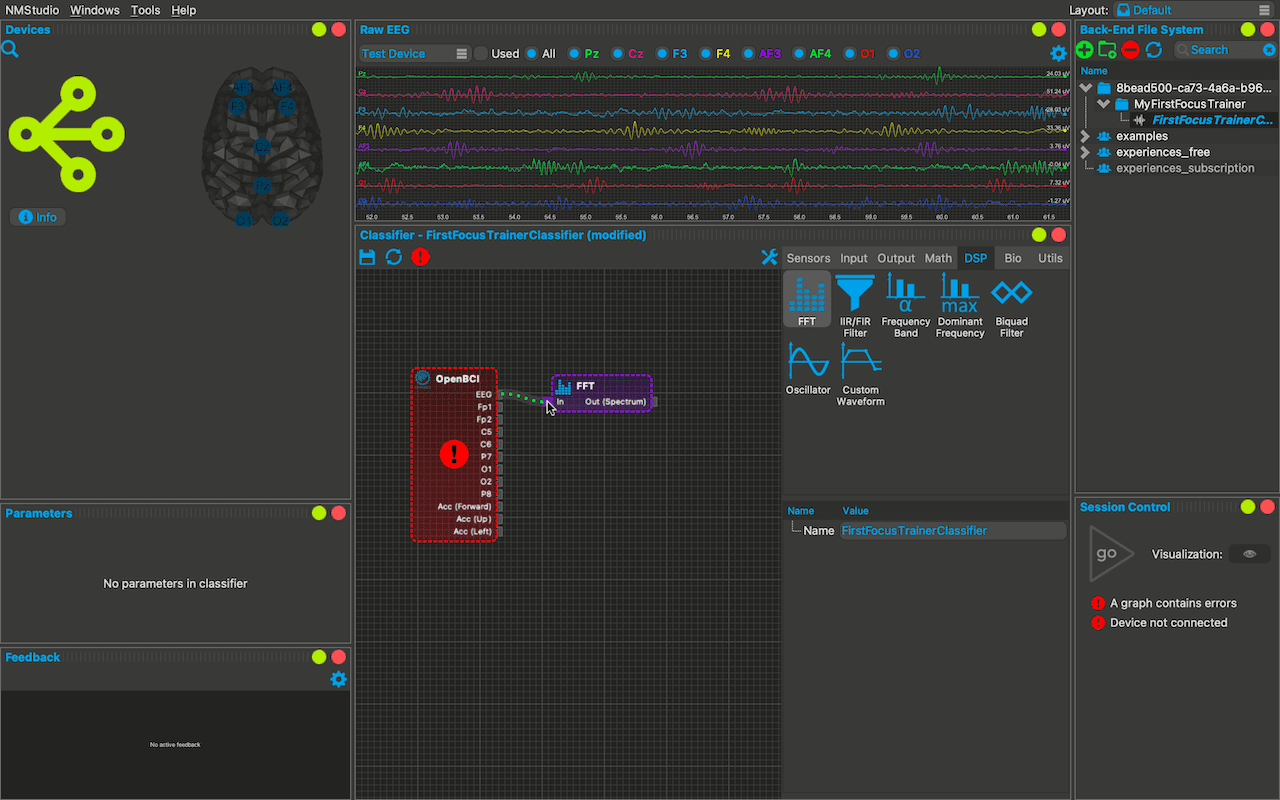 NMStudio Windows Tools Help
Layout: Default
Devices
AF3 AF4
F3 F4
Cz
Pz
O1 O2
Info
Parameters
No parameters in classifier
Feedback
No active feedback
Raw EEG
Test Device Used All Pz Cz F3 F4 AF3 AF4 O1 O2
Pz 24.03 uV
Cz -51.24 uV
F3
F4
AF3 3.76 uV
AF4 -0.04 uV
O1 7.32 uV
O2 -1.27 uV
52.0 52.5 53.0 53.5 54.0 54.5 55.0 55.5 56.0 56.5 57.0 57.5 58.0 58.5 59.0 59.5 60.0 60.5 61.0 61.5
Classifier - FirstFocusTrainerClassifier (modified)
OpenBCI
EEG
Fp1
Fp2
C5
C6
P7
O1
O2
P8
Acc (Forward)
Acc (Up)
Acc (Left)
FFT
In Out (Spectrum)
Sensors Input Output Math DSP Bio Utils
FFT
IIR/FIR
Filter
α
Frequency
Band
max
Dominant
Frequency
Biquad
Filter
Oscillator
Custom
Waveform
Name Value
Name FirstFocusTrainerClassifier
Back-End File System
Search
Name
8bead500-ca73-4a6a-b96...
MyFirstFocusTrainer
FirstFocusTrainerC...
examples
experiences_free
experiences_subscription
Session Control
go Visualization:
A graph contains errors
Device not connected